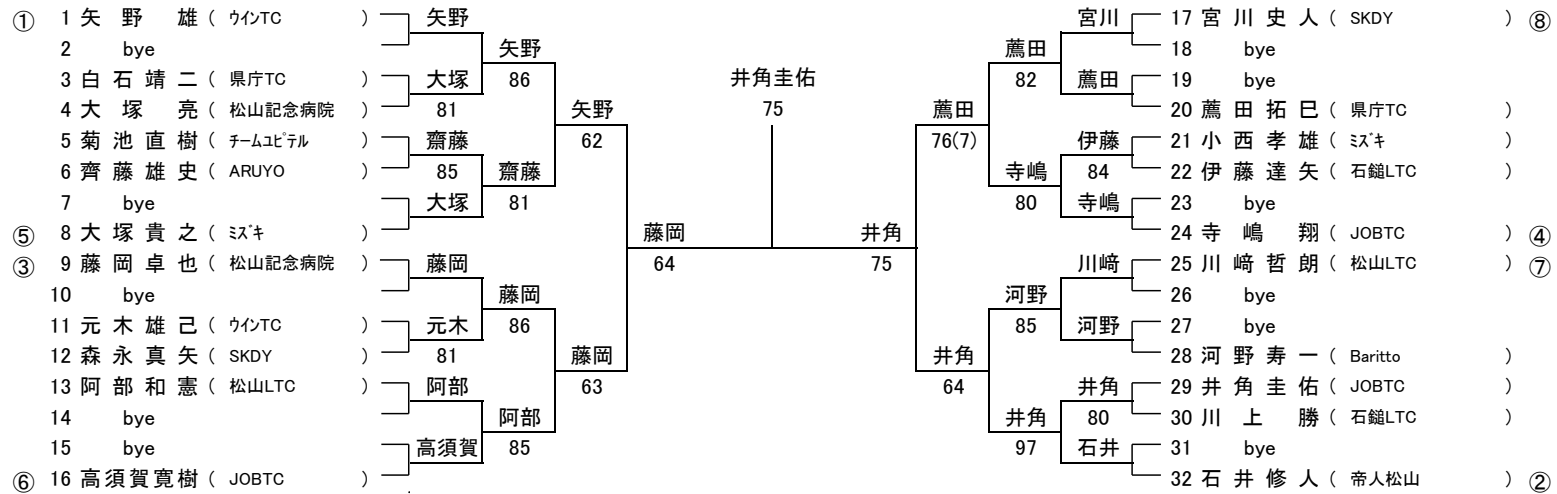 ① 1 矢野 雄 ( ウインTC )
2 bye
3 白石靖二 ( 県庁TC )
4 大塚 亮 ( 松山記念病院 )
5 菊池直樹 ( チームユピテル )
6 齊藤雄史 ( ARUYO )
7 bye
⑤ 8 大塚貴之 ( ミズキ )
③ 9 藤岡卓也 ( 松山記念病院 )
10 bye
11 元木雄己 ( ウインTC )
12 森永真矢 ( SKDY )
13 阿部和憲 ( 松山LTC )
14 bye
15 bye
⑥ 16 高須賀寛樹 ( JOBTC )
矢野
大塚
81
齋藤
85
大塚
藤岡
元木
81
阿部
高須賀
矢野
86
齋藤
81
藤岡
86
阿部
85
矢野
62
藤岡
63
藤岡
64
井角圭佑
75
井角
75
薦田
76(7)
井角
64
薦田
82
寺嶋
80
河野
85
井角
97
宮川
薦田
伊藤
84
寺嶋
川﨑
河野
井角
80
石井
17 宮川史人 ( SKDY ) ⑧
18 bye
19 bye
20 薦田拓巳 ( 県庁TC )
21 小西孝雄 ( ミズキ )
22 伊藤達矢 ( 石鎚LTC )
23 bye
24 寺嶋 翔 ( JOBTC ) ④
25 川﨑哲朗 ( 松山LTC ) ⑦
26 bye
27 bye
28 河野寿一 ( Baritto )
29 井角圭佑 ( JOBTC )
30 川上 勝 ( 石鎚LTC )
31 bye
32 石井修人 ( 帝人松山 ) ②